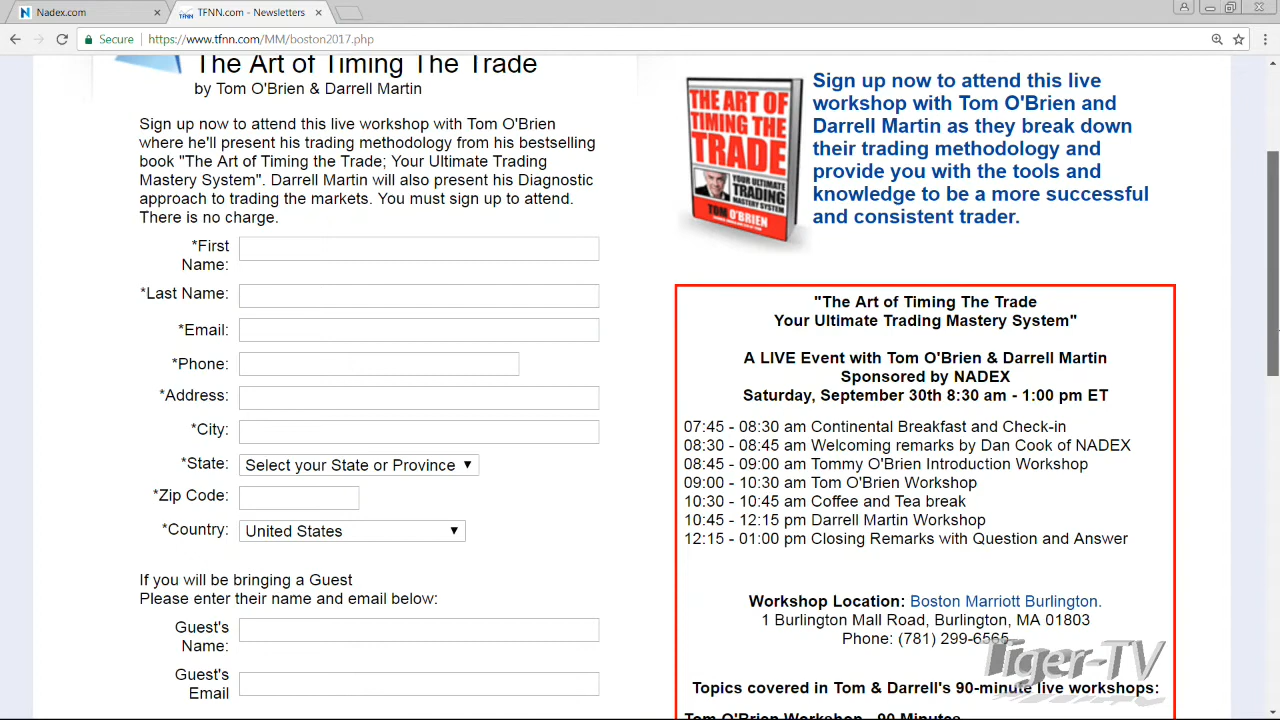 Nadex.com
TFNN.com - Newsletters
Secure
https://www.tfnn.com/MM/boston2017.php
The Art of Timing The Trade
by Tom O'Brien & Darrell Martin
Sign up now to attend this live workshop with Tom O'Brien
where he'll present his trading methodology from his bestselling
book "The Art of Timing the Trade; Your Ultimate Trading
Mastery System". Darrell Martin will also present his Diagnostic
approach to trading the markets. You must sign up to attend.
There is no charge.
*First
Name:
*Last Name:
*Email:
*Phone:
*Address:
*City:
*State:
Select your State or Province
*Zip Code:
*Country:
United States
If you will be bringing a Guest
Please enter their name and email below:
Guest's
Name:
Guest's
Email
THE ART OF
TIMING THE
TRADE
YOUR ULTIMATE
TRADING
MASTERY SYSTEM
TOM O'BRIEN
Sign up now to attend this live
workshop with Tom O'Brien and
Darrell Martin as they break down
their trading methodology and
provide you with the tools and
knowledge to be a more successful
and consistent trader.
"The Art of Timing The Trade
Your Ultimate Trading Mastery System"
A LIVE Event with Tom O'Brien & Darrell Martin
Sponsored by NADEX
Saturday, September 30th 8:30 am - 1:00 pm ET
07:45 - 08:30 am Continental Breakfast and Check-in
08:30 - 08:45 am Welcoming remarks by Dan Cook of NADEX
08:45 - 09:00 am Tommy O'Brien Introduction Workshop
09:00 - 10:30 am Tom O'Brien Workshop
10:30 - 10:45 am Coffee and Tea break
10:45 - 12:15 pm Darrell Martin Workshop
12:15 - 01:00 pm Closing Remarks with Question and Answer
Workshop Location: Boston Marriott Burlington.
1 Burlington Mall Road, Burlington, MA 01803
Phone: (781) 299-6565
Tiger-TV
Topics covered in Tom & Darrell's 90-minute live workshops:
Tom O'Brien Workshop - 90 Minutes